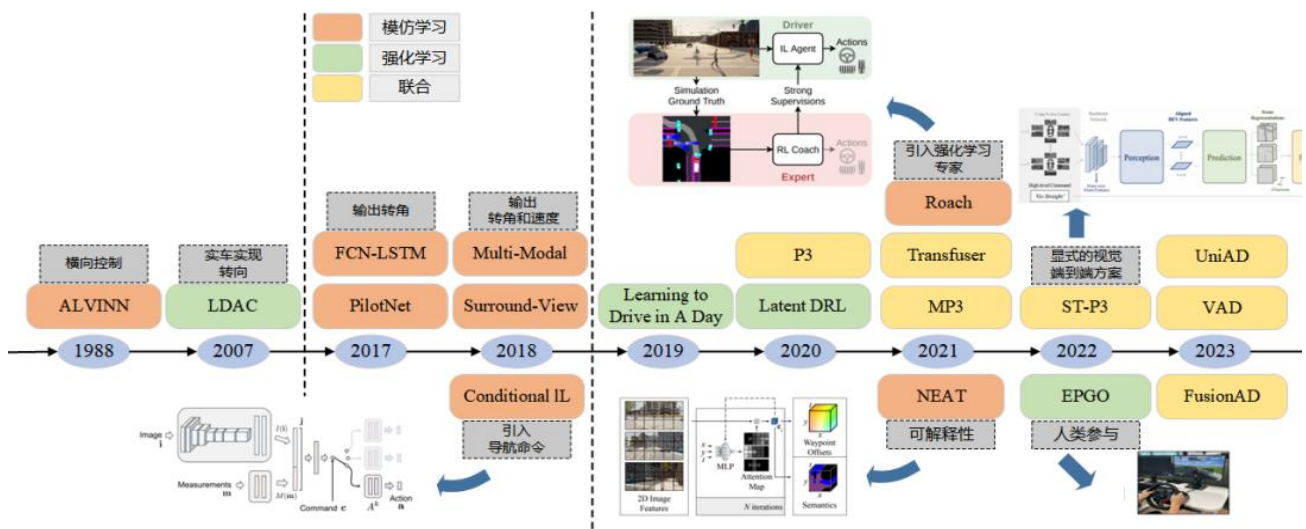 模仿学习
强化学习
联合
Driver
IL Agent
Actions
Simulation
Ground Truth
Strong
Supervisions
RL Coach
Actions
Expert
引入强化学习
专家
Roach
Perception
Prediction
High-level Command
横向控制
ALVINN
实车实现
转向
LDAC
输出转角
FCN-LSTM
PilotNet
输出
转角和速度
Multi-Modal
Surround-View
Learning to
Drive in A Day
P3
Latent DRL
Transfuser
MP3
显式的视觉
端到端方案
ST-P3
UniAD
VAD
1988
2007
2017
2018
2019
2020
2021
2022
2023
Conditional IL
引入
导航命令
NEAT
可解释性
EPGO
人类参与
FusionAD
Image
i
I(i)
j
Measurements
m
M(m)
Command c
A^k
Action
a
2D Image
Features
MLP
Attention
Map
N iterations
Waypoint
Offsets
Semantics